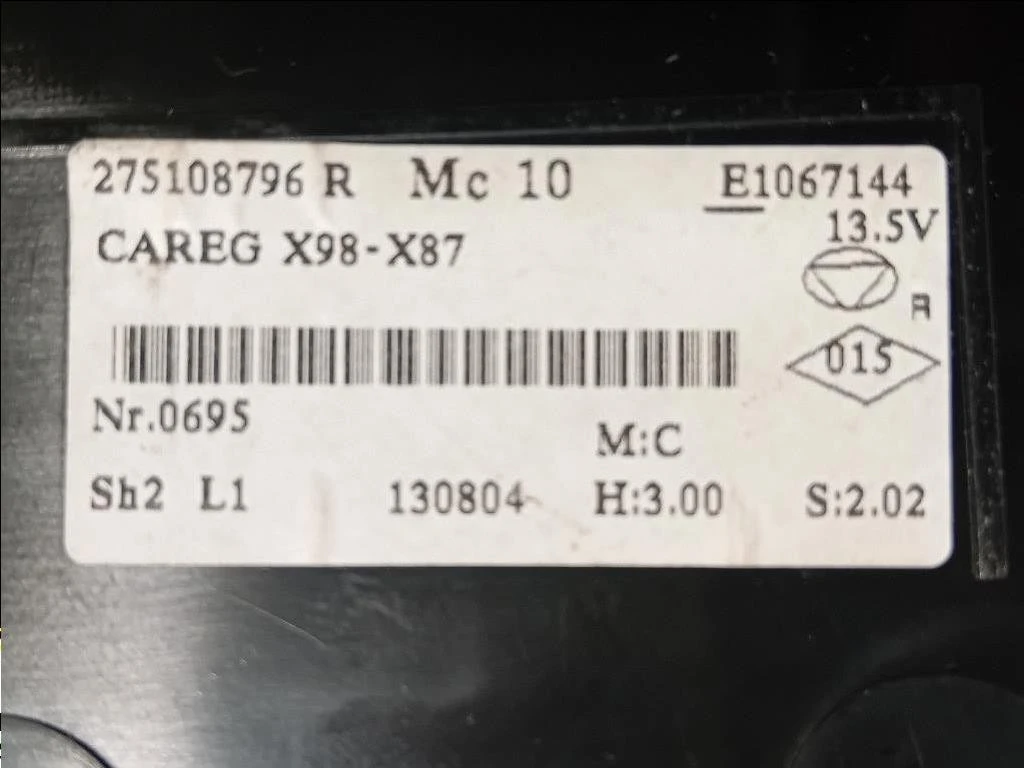 275108796 R Mc 10 E1067144
13.5V
CAREG X98-X87
R
015
Nr.0695
M:C
Sh2 L1 130804 H:3.00 S:2.02